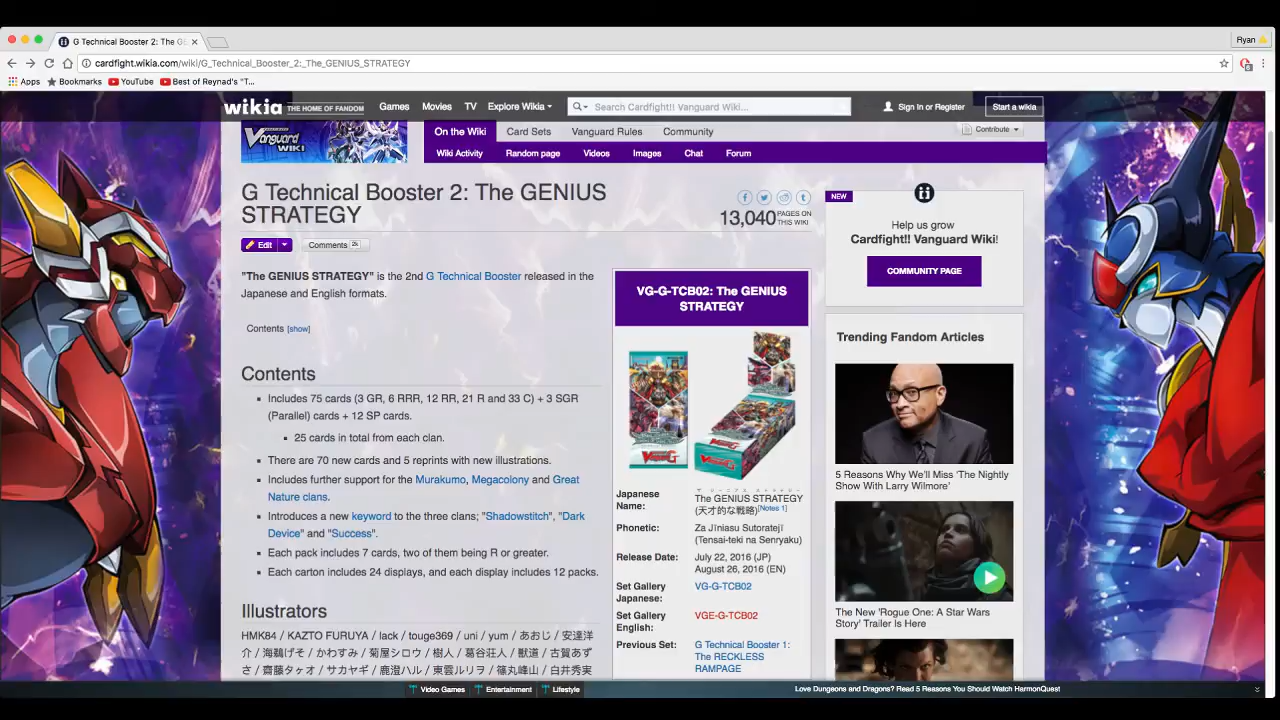 G Technical Booster 2: The GE
Ryan
cardfight.wikia.com/wiki/G_Technical_Booster_2:_The_GENIUS_STRATEGY
Apps Bookmarks YouTube Best of Reynad's "T...
wikia THE HOME OF FANDOM Games Movies TV Explore Wikia Search Cardfight!! Vanguard Wiki... Sign In or Register Start a wikia
Vanguard WIKI
On the Wiki Card Sets Vanguard Rules Community Contribute
Wiki Activity Random page Videos Images Chat Forum
G Technical Booster 2: The GENIUS
STRATEGY
13,040 PAGES ON THIS WIKI
Edit Comments
"The GENIUS STRATEGY" is the 2nd G Technical Booster released in the
Japanese and English formats.
Contents [show]
Contents
Includes 75 cards (3 GR, 6 RRR, 12 RR, 21 R and 33 C) + 3 SGR
(Parallel) cards + 12 SP cards.
25 cards in total from each clan.
There are 70 new cards and 5 reprints with new illustrations.
Includes further support for the Murakumo, Megacolony and Great
Nature clans.
Introduces a new keyword to the three clans; "Shadowstitch", "Dark
Device" and "Success".
Each pack includes 7 cards, two of them being R or greater.
Each carton includes 24 displays, and each display includes 12 packs.
Illustrators
HMK84 / KAZTO FURUYA / lack / touge369 / uni / yum / あおじ / 安達洋
介 / 海鵜げそ / かわすみ / 菊屋シロウ / 樹人 / 葛谷荘人 / 獣道 / 古賀あず
さ / 齋藤タヶオ / サカヤギ / 鹿澄ハル / 東雲ルリヲ / 篠丸峰山 / 白井秀実
VG-G-TCB02: The GENIUS
STRATEGY
Japanese Name:
ザ ジーニアス ストラテジー
The GENIUS STRATEGY
(天才的な戦略)[Notes 1]
Phonetic:
Za Jīniasu Sutoratejī
(Tensai-teki na Senryaku)
Release Date:
July 22, 2016 (JP)
August 26, 2016 (EN)
Set Gallery Japanese:
VG-G-TCB02
Set Gallery English:
VGE-G-TCB02
Previous Set:
G Technical Booster 1:
The RECKLESS
RAMPAGE
NEW
Help us grow
Cardfight!! Vanguard Wiki!
COMMUNITY PAGE
Trending Fandom Articles
5 Reasons Why We'll Miss 'The Nightly
Show With Larry Wilmore'
The New 'Rogue One: A Star Wars
Story' Trailer Is Here
Video Games Entertainment Lifestyle
Love Dungeons and Dragons? Read 5 Reasons You Should Watch HarmonQuest